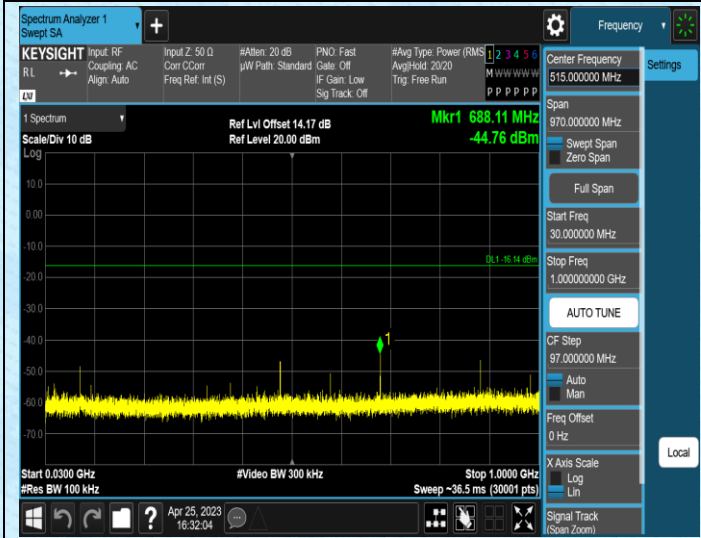 Spectrum Analyzer 1
Swept SA
+
Frequency
KEYSIGHT
RL
LXI
Input: RF
Coupling: AC
Align: Auto
Input Z: 50 Ω
Corr CCorr
Freq Ref: Int (S)
#Atten: 20 dB
µW Path: Standard
PNO: Fast
Gate: Off
IF Gain: Low
Sig Track: Off
#Avg Type: Power (RMS
Avg|Hold: 20/20
Trig: Free Run
1 2 3 4 5 6
M W W W W W
P P P P P P
1 Spectrum
Scale/Div 10 dB
Log
Ref Lvl Offset 14.17 dB
Ref Level 20.00 dBm
Mkr1 688.11 MHz
-44.76 dBm
10.0
0.00
-10.0
DL1 -16.14 dBm
-20.0
-30.0
-40.0
1
-50.0
-60.0
-70.0
Start 0.0300 GHz
#Res BW 100 kHz
#Video BW 300 kHz
Stop 1.0000 GHz
Sweep ~36.5 ms (30001 pts)
?
Apr 25, 2023
16:32:04
Center Frequency
515.000000 MHz
Span
970.000000 MHz
Swept Span
Zero Span
Full Span
Start Freq
30.000000 MHz
Stop Freq
1.000000000 GHz
AUTO TUNE
CF Step
97.000000 MHz
Auto
Man
Freq Offset
0 Hz
X Axis Scale
Log
Lin
Signal Track
(Span Zoom)
Settings
Local